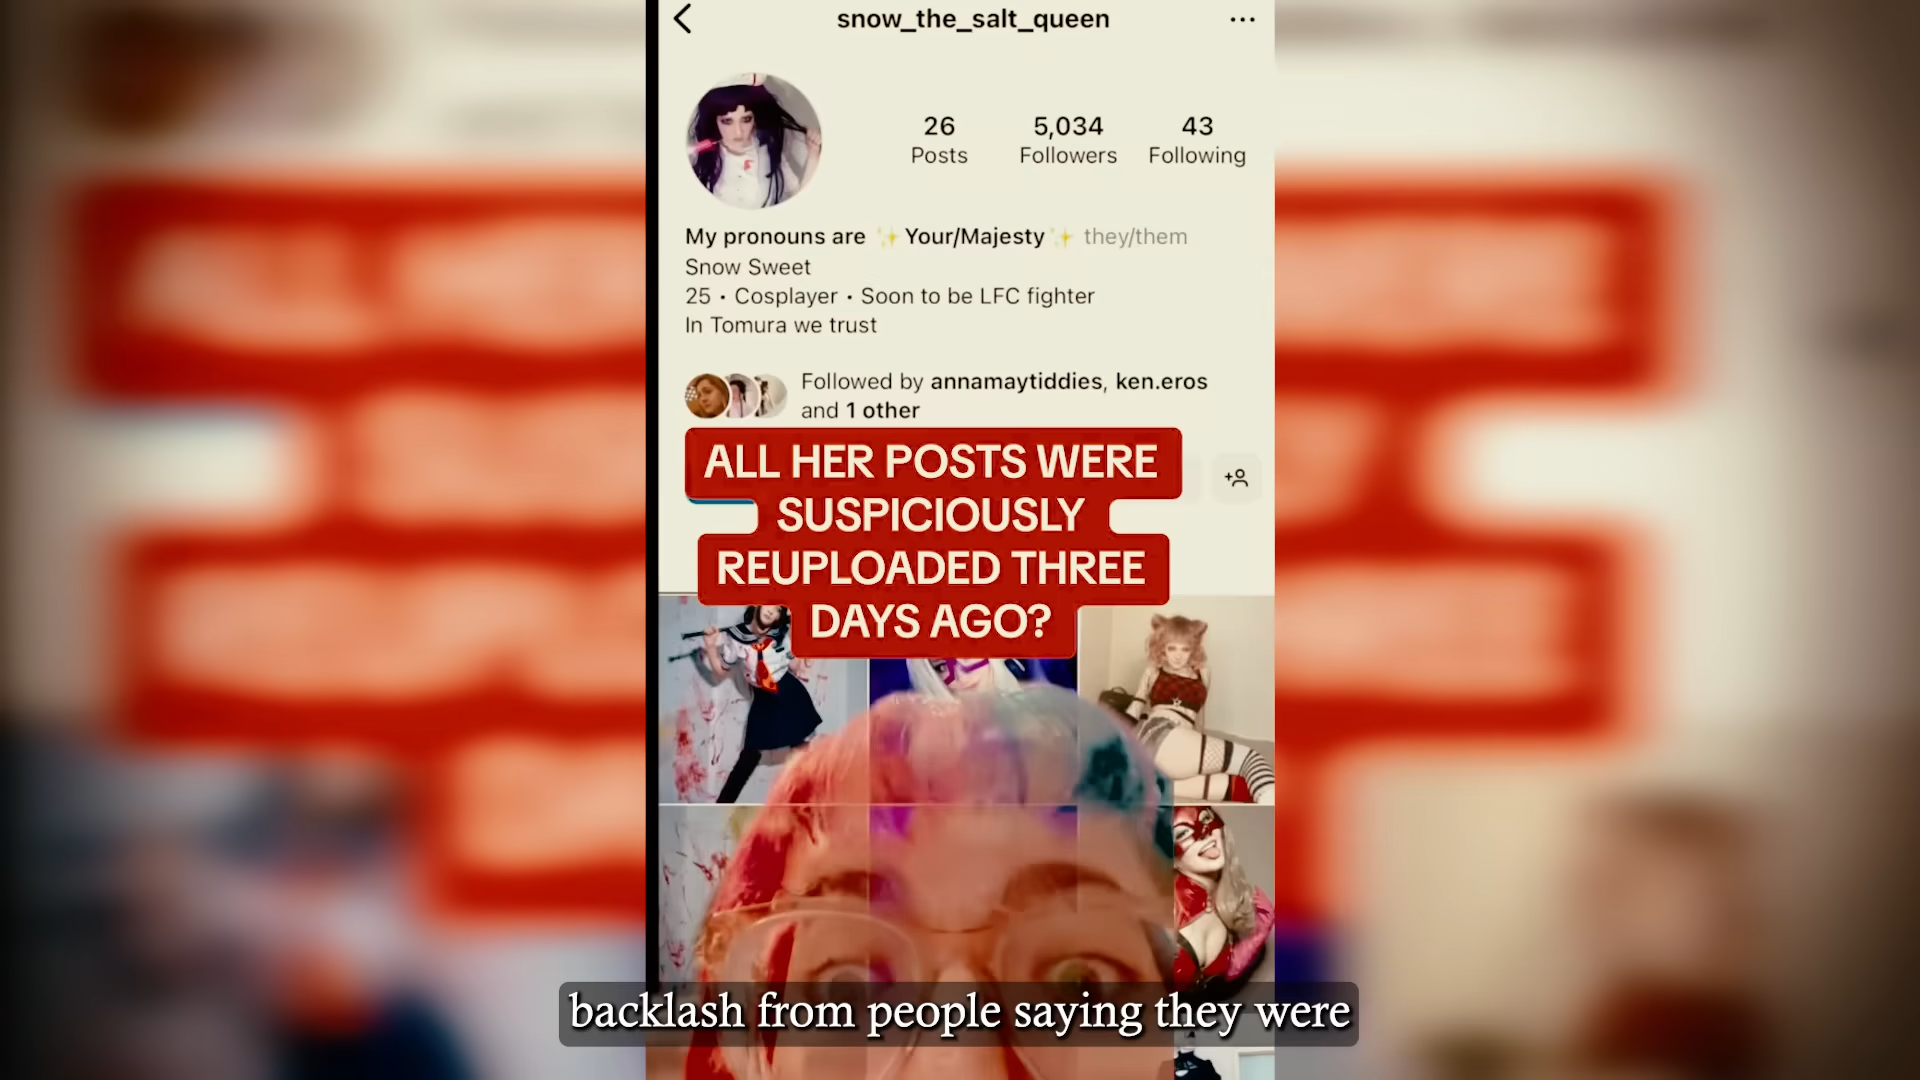 snow_the_salt_queen
26 5,034 43
Posts Followers Following
My pronouns are ✨Your/Majesty✨ they/them
Snow Sweet
25 • Cosplayer • Soon to be LFC fighter
In Tomura we trust
Followed by annamaytiddies, ken.eros
and 1 other
ALL HER POSTS WERE
SUSPICIOUSLY
REUPLOADED THREE
DAYS AGO?
backlash from people saying they were